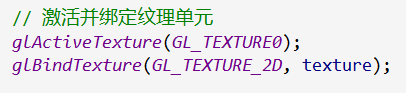 // 激活并绑定纹理单元
glActiveTexture(GL_TEXTURE0);
glBindTexture(GL_TEXTURE_2D, texture);